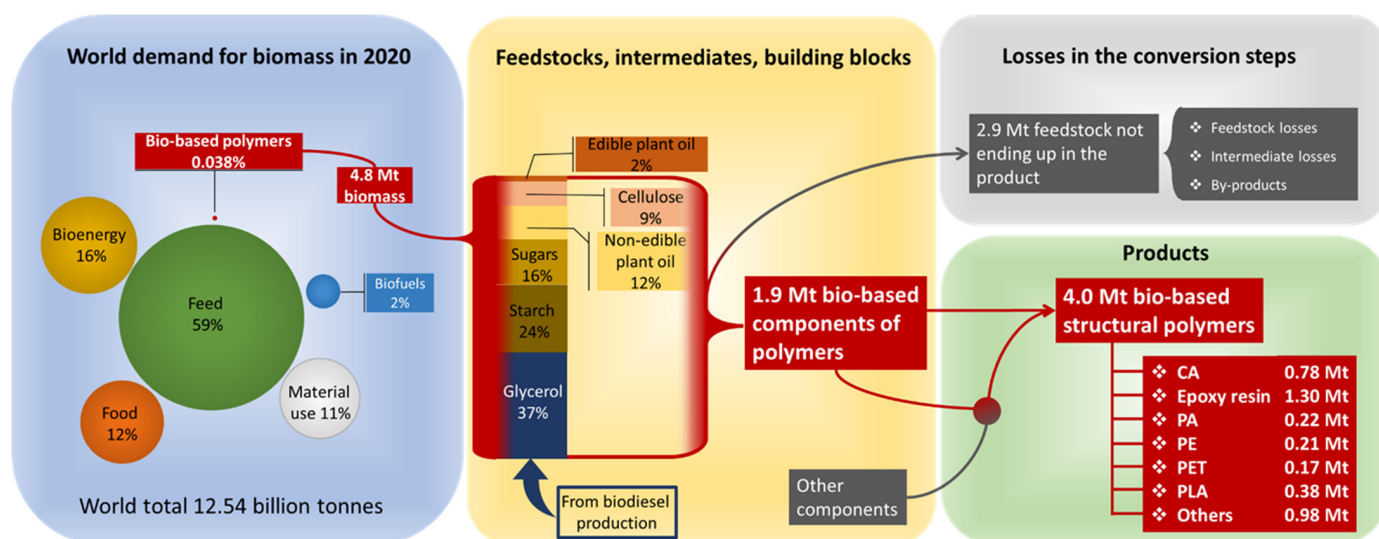 World demand for biomass in 2020
Bio-based polymers
0.038%
4.8 Mt
biomass
Bioenergy
16%
Feed
59%
Biofuels
2%
Food
12%
Material
use 11%
World total 12.54 billion tonnes
Feedstocks, intermediates, building blocks
Edible plant oil
2%
Cellulose
9%
Non-edible
plant oil
12%
Sugars
16%
Starch
24%
Glycerol
37%
From biodiesel
production
1.9 Mt bio-based
components of
polymers
Other
components
Losses in the conversion steps
2.9 Mt feedstock not
ending up in the
product
❖ Feedstock losses
❖ Intermediate losses
❖ By-products
Products
4.0 Mt bio-based
structural polymers
❖ CA 0.78 Mt
❖ Epoxy resin 1.30 Mt
❖ PA 0.22 Mt
❖ PE 0.21 Mt
❖ PET 0.17 Mt
❖ PLA 0.38 Mt
❖ Others 0.98 Mt